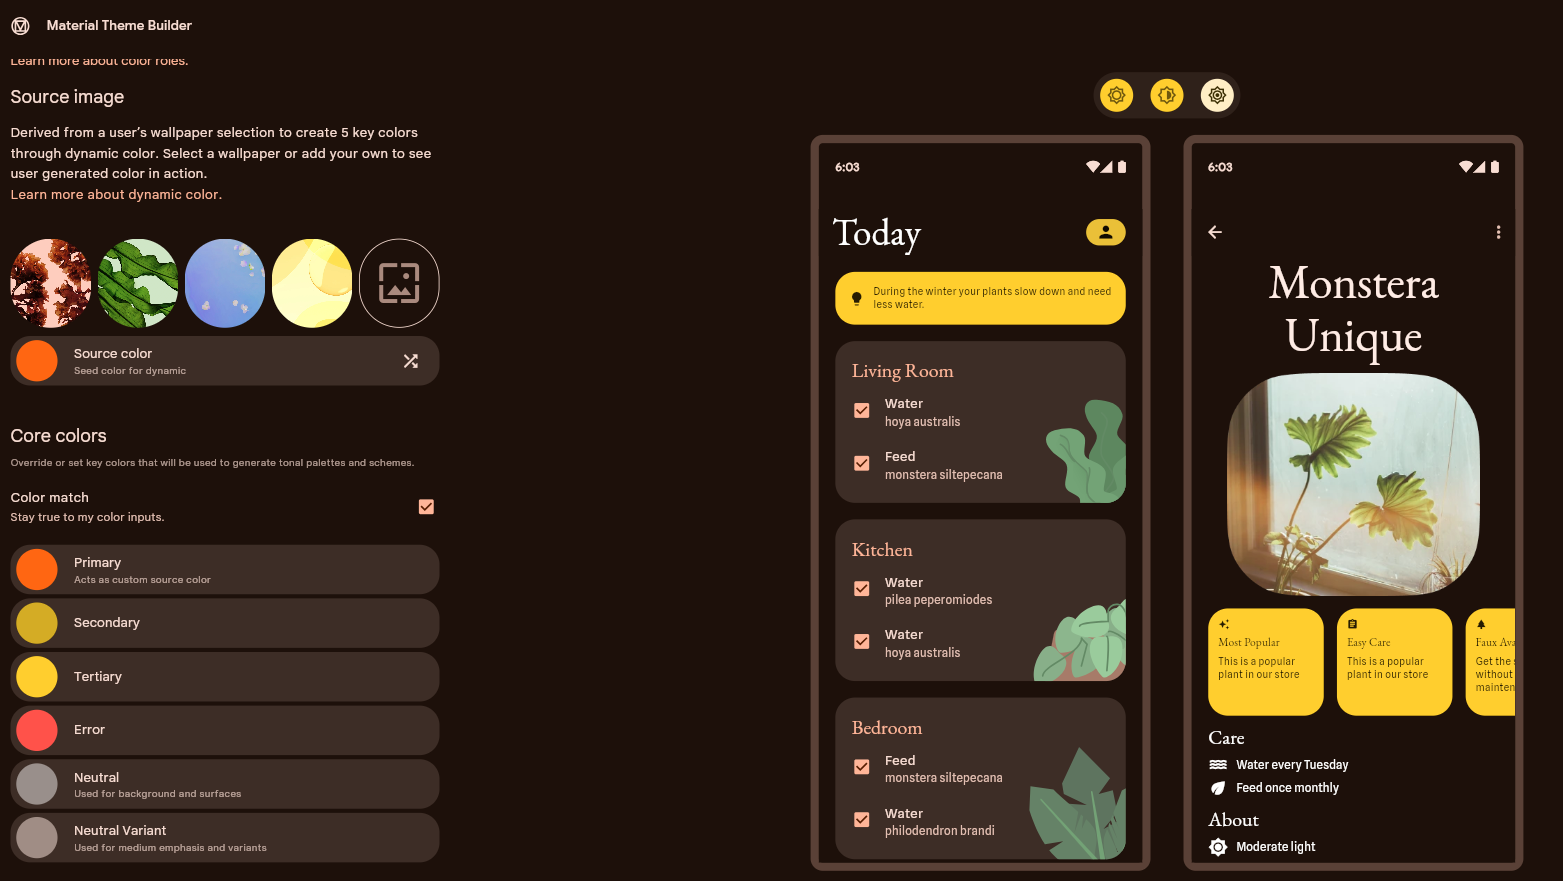 Material Theme Builder
Learn more about color roles.
Source image
Derived from a user's wallpaper selection to create 5 key colors
through dynamic color. Select a wallpaper or add your own to see
user generated color in action.
Learn more about dynamic color.
Source color
Seed color for dynamic
Core colors
Override or set key colors that will be used to generate tonal palettes and schemes.
Color match
Stay true to my color inputs.
Primary
Acts as custom source color
Secondary
Tertiary
Error
Neutral
Used for background and surfaces
Neutral Variant
Used for medium emphasis and variants
6:03
Today
During the winter your plants slow down and need
less water.
Living Room
Water
hoya australis
Feed
monstera siltepecana
Kitchen
Water
pilea peperomiodes
Water
hoya australis
Bedroom
Feed
monstera siltepecana
Water
philodendron brandi
6:03
Monstera
Unique
Most Popular
This is a popular
plant in our store
Easy Care
This is a popular
plant in our store
Faux
Get the
without
Care
Water every Tuesday
Feed once monthly
About
Moderate light